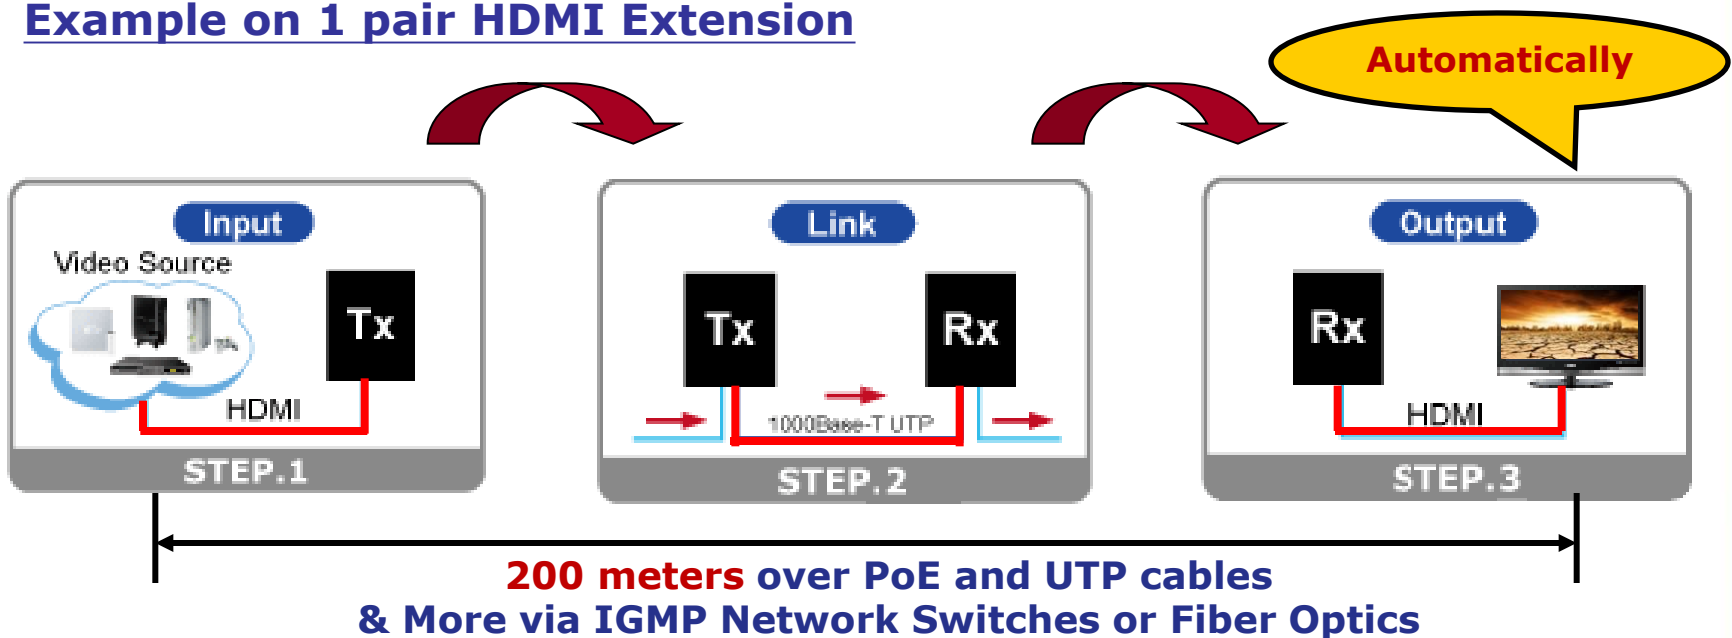 Example on 1 pair HDMI Extension
Automatically
Input
Video Source
Tx
HDMI
STEP.1
Link
Tx
Rx
1000Base-T UTP
STEP.2
Output
Rx
HDMI
STEP.3
200 meters over PoE and UTP cables
& More via IGMP Network Switches or Fiber Optics